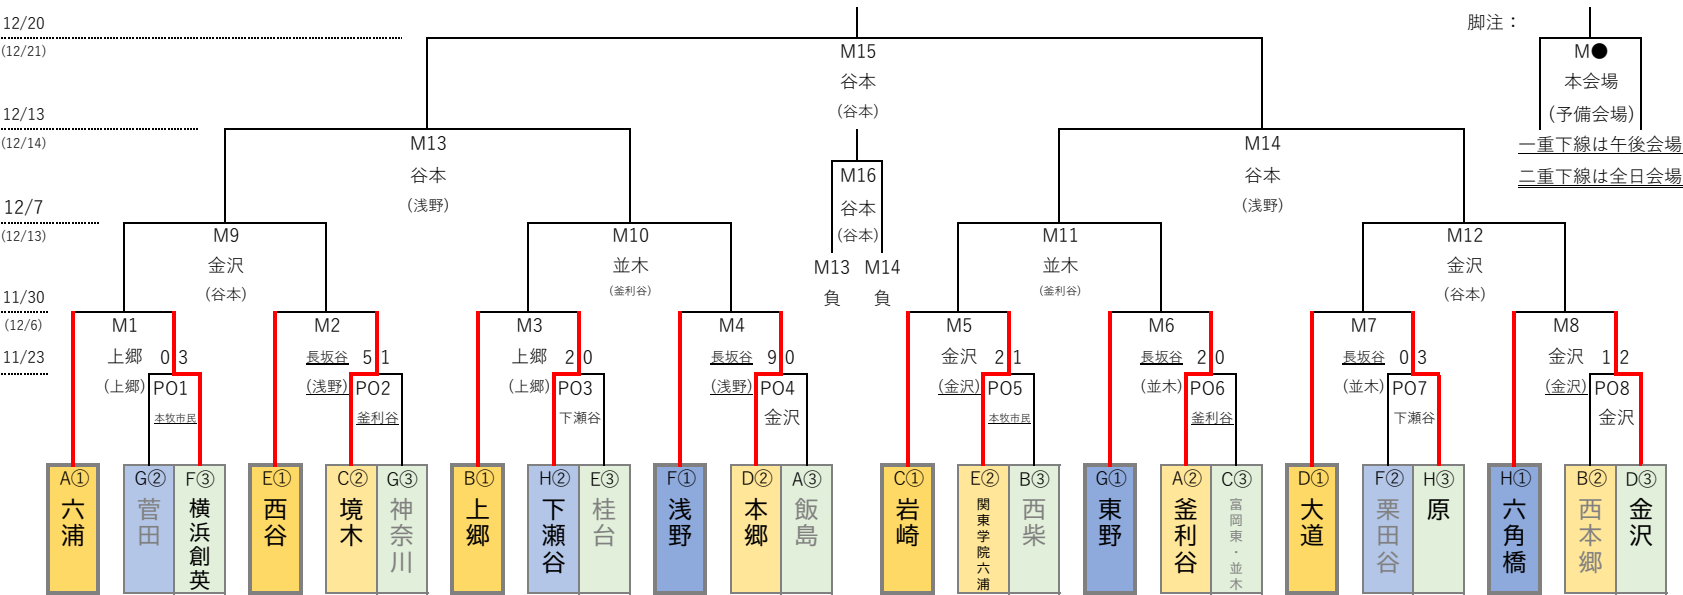 12/20
(12/21)
M15
谷本
(谷本)
脚注：
M●
本会場
(予備会場)
一重下線は午後会場
二重下線は全日会場
12/13
(12/14)
M13
谷本
(浅野)
M16
谷本
(谷本)
M13 M14
負 負
M14
谷本
(浅野)
12/7
(12/13)
M9
金沢
(谷本)
M10
並木
(釜利谷)
M11
並木
(釜利谷)
M12
金沢
(谷本)
11/30
(12/6)
M1 M2 M3 M4 M5 M6 M7 M8
11/23
上郷 0 3 長坂谷 5 1 上郷 2 0 長坂谷 9 0 金沢 2 1 長坂谷 2 0 長坂谷 0 3 金沢 1 2
(上郷) PO1 (浅野) PO2 (上郷) PO3 (浅野) PO4 (金沢) PO5 (並木) PO6 (並木) PO7 (金沢) PO8
本牧市民 釜利谷 下瀬谷 金沢 本牧市民 釜利谷 下瀬谷 金沢
A① G② F③ E① C② G③ B① H② E③ F① D② A③ C① E② B③ G① A② C③ D① F② H③ H① B② D③
六浦
菅田
横浜創英
西谷
境木
神奈川
上郷
下瀬谷
桂台
浅野
本郷
飯島
岩崎
関東学院六浦
西柴
東野
釜利谷
富岡東・並木
大道
栗田谷
原
六角橋
西本郷
金沢